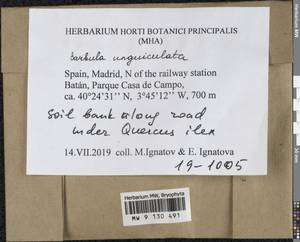 HERBARIUM HORTI BOTANICI PRINCIPALIS
(MHA)
Barbula unguiculata
Spain, Madrid, N of the railway station
Batán, Parque Casa de Campo,
ca. 40°24'31'' N, 3°45'12'' W, 700 m
Soil bank along road
under Quercus ilex
14.VII.2019 coll. M.Ignatov & E. Ignatova
19-1005
Herbarium MW, Bryophyta
MW 9 130 491